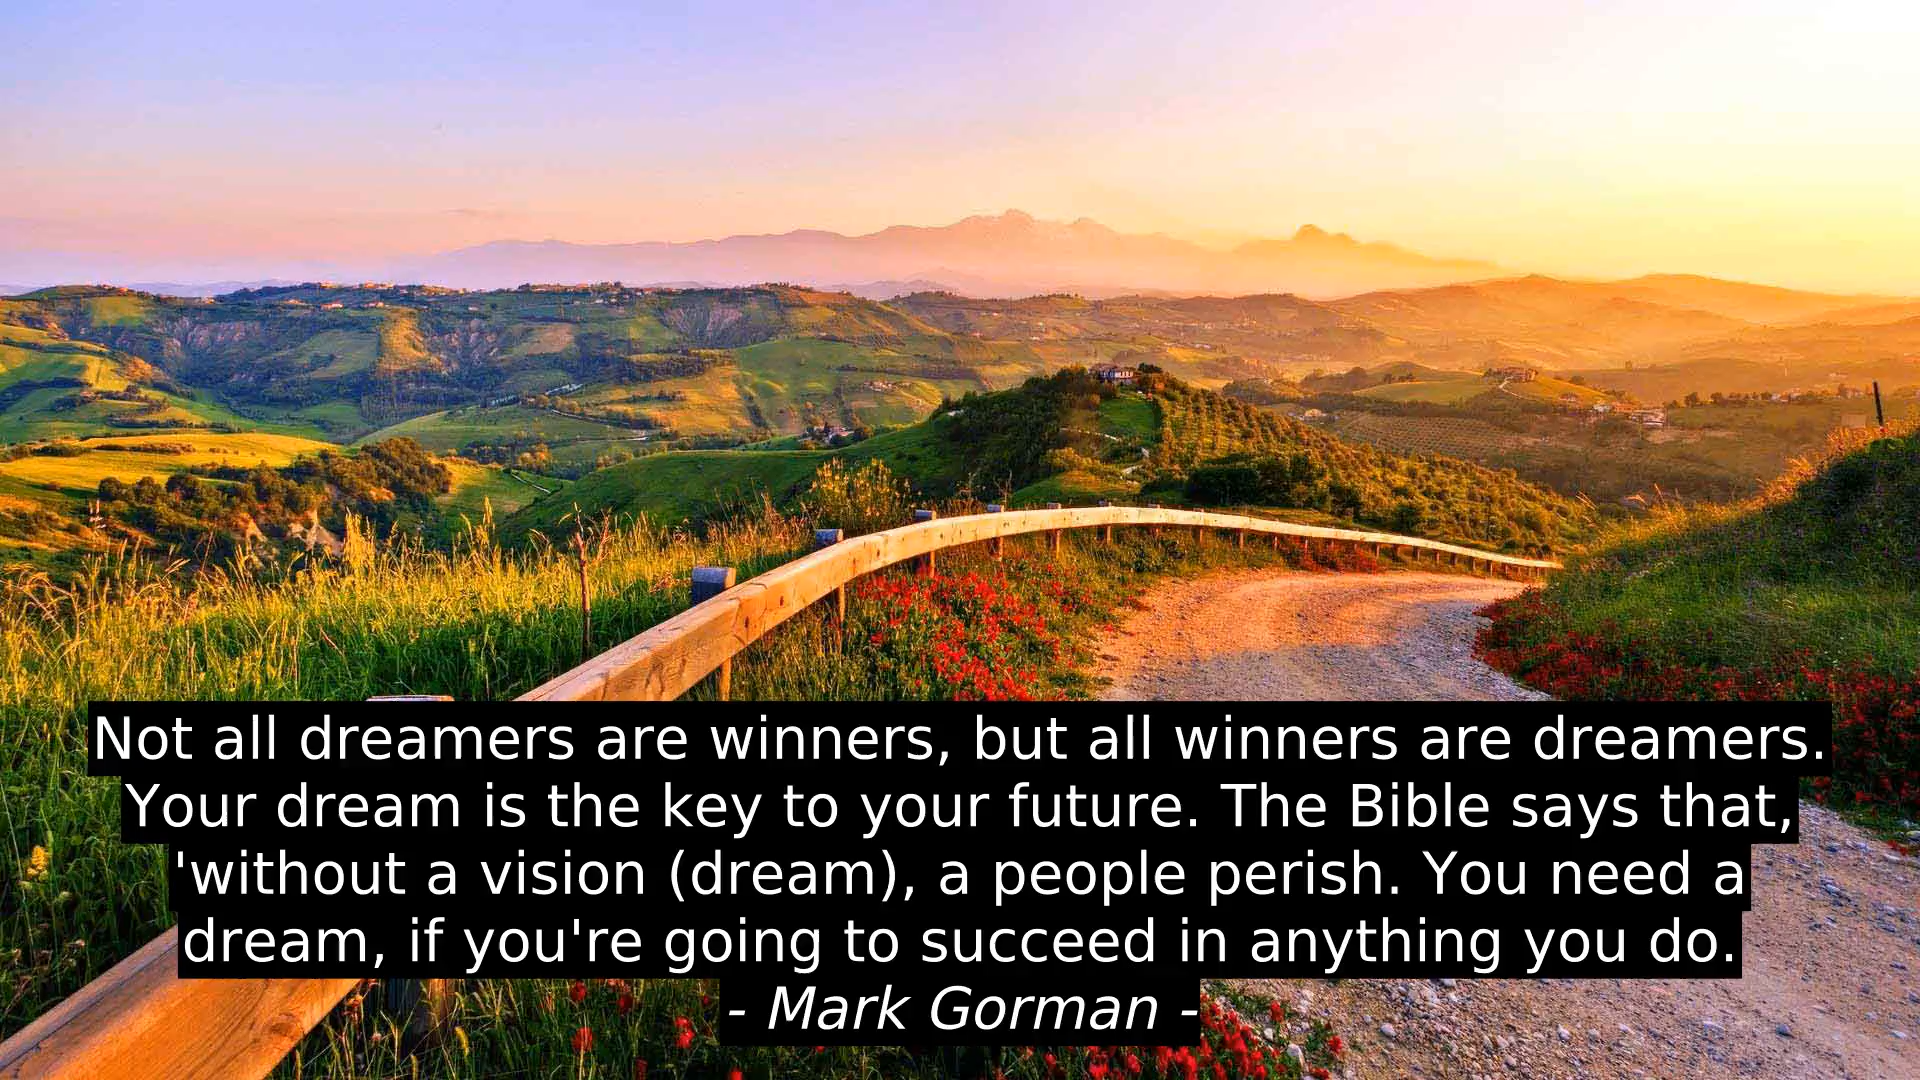 Not all dreamers are winners, but all winners are dreamers.
Your dream is the key to your future. The Bible says that,
'without a vision (dream), a people perish. You need a
dream, if you're going to succeed in anything you do.
- Mark Gorman -